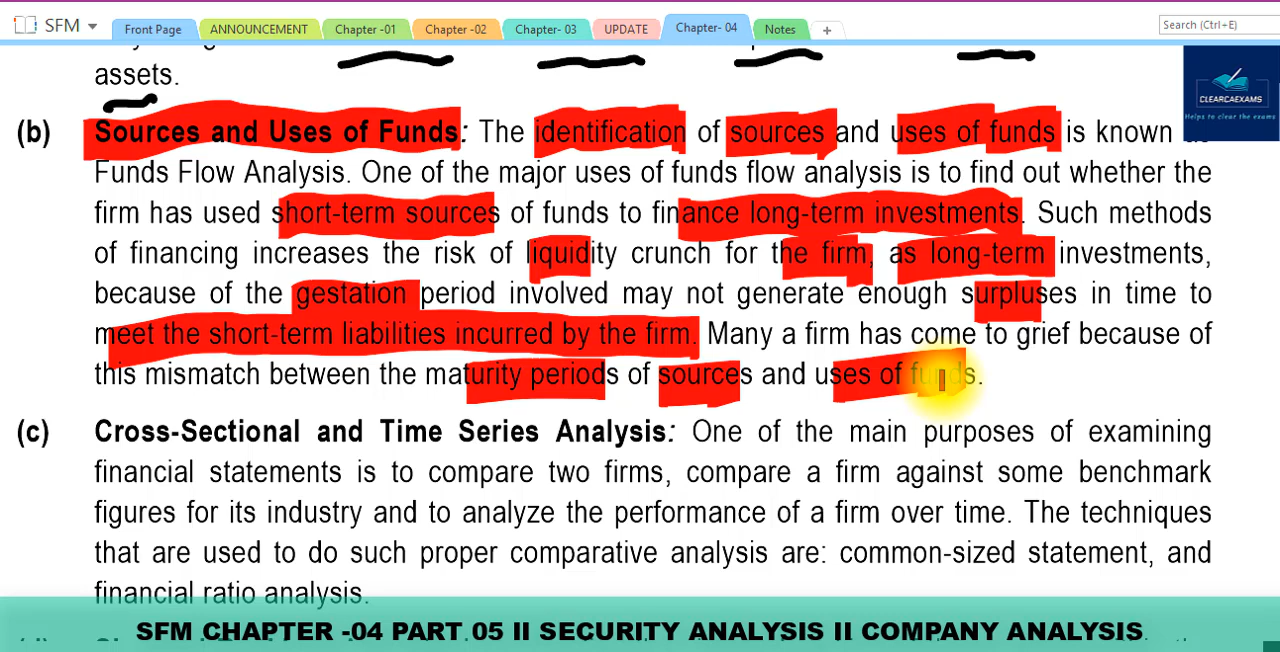 SFM
Front Page
ANNOUNCEMENT
Chapter -01
Chapter -02
Chapter- 03
UPDATE
Chapter- 04
Notes
+
Search (Ctrl+E)
CLEARCAEXAMS
Helps to clear the exams
assets.
(b) Sources and Uses of Funds: The identification of sources and uses of funds is known
Funds Flow Analysis. One of the major uses of funds flow analysis is to find out whether the
firm has used short-term sources of funds to finance long-term investments. Such methods
of financing increases the risk of liquidity crunch for the firm, as long-term investments,
because of the gestation period involved may not generate enough surpluses in time to
meet the short-term liabilities incurred by the firm. Many a firm has come to grief because of
this mismatch between the maturity periods of sources and uses of funds.
(c) Cross-Sectional and Time Series Analysis: One of the main purposes of examining
financial statements is to compare two firms, compare a firm against some benchmark
figures for its industry and to analyze the performance of a firm over time. The techniques
that are used to do such proper comparative analysis are: common-sized statement, and
financial ratio analysis.
SFM CHAPTER -04 PART 05 II SECURITY ANALYSIS II COMPANY ANALYSIS